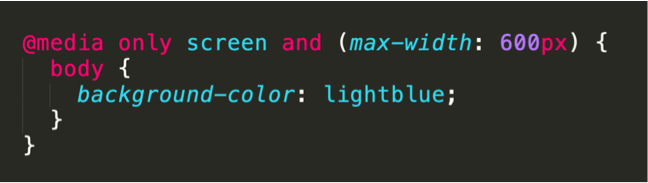 @media only screen and (max-width: 600px) {
  body {
    background-color: lightblue;
  }
}